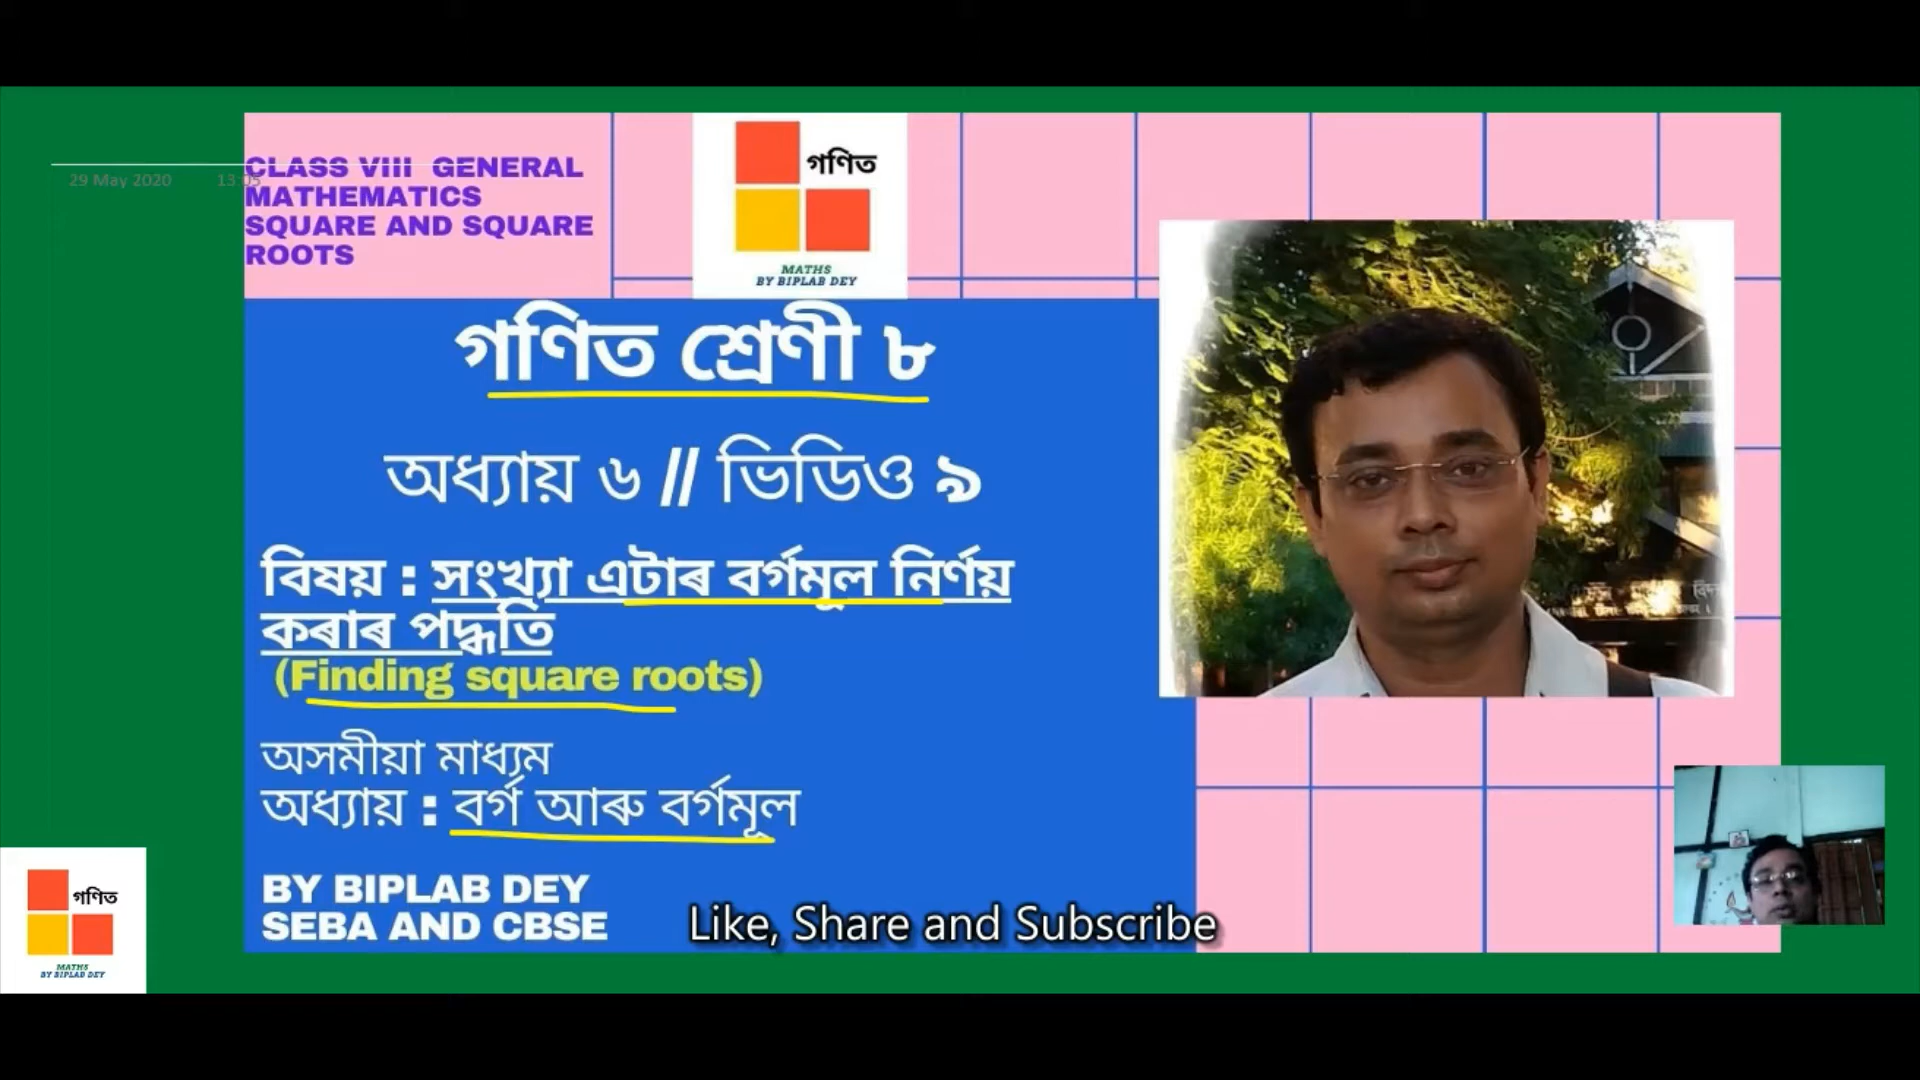 29 May 2020 13:05
CLASS VIII GENERAL
MATHEMATICS
SQUARE AND SQUARE
ROOTS
গণিত
MATHS
BY BIPLAB DEY
গণিত শ্ৰেণী ৮
অধ্যায় ৬ // ভিডিও ৯
বিষয় : সংখ্যা এটাৰ বৰ্গমূল নিৰ্ণয়
কৰাৰ পদ্ধতি
(Finding square roots)
অসমীয়া মাধ্যম
অধ্যায় : বৰ্গ আৰু বৰ্গমূল
BY BIPLAB DEY
SEBA AND CBSE
Like, Share and Subscribe
গণিত
MATHS
BY BIPLAB DEY